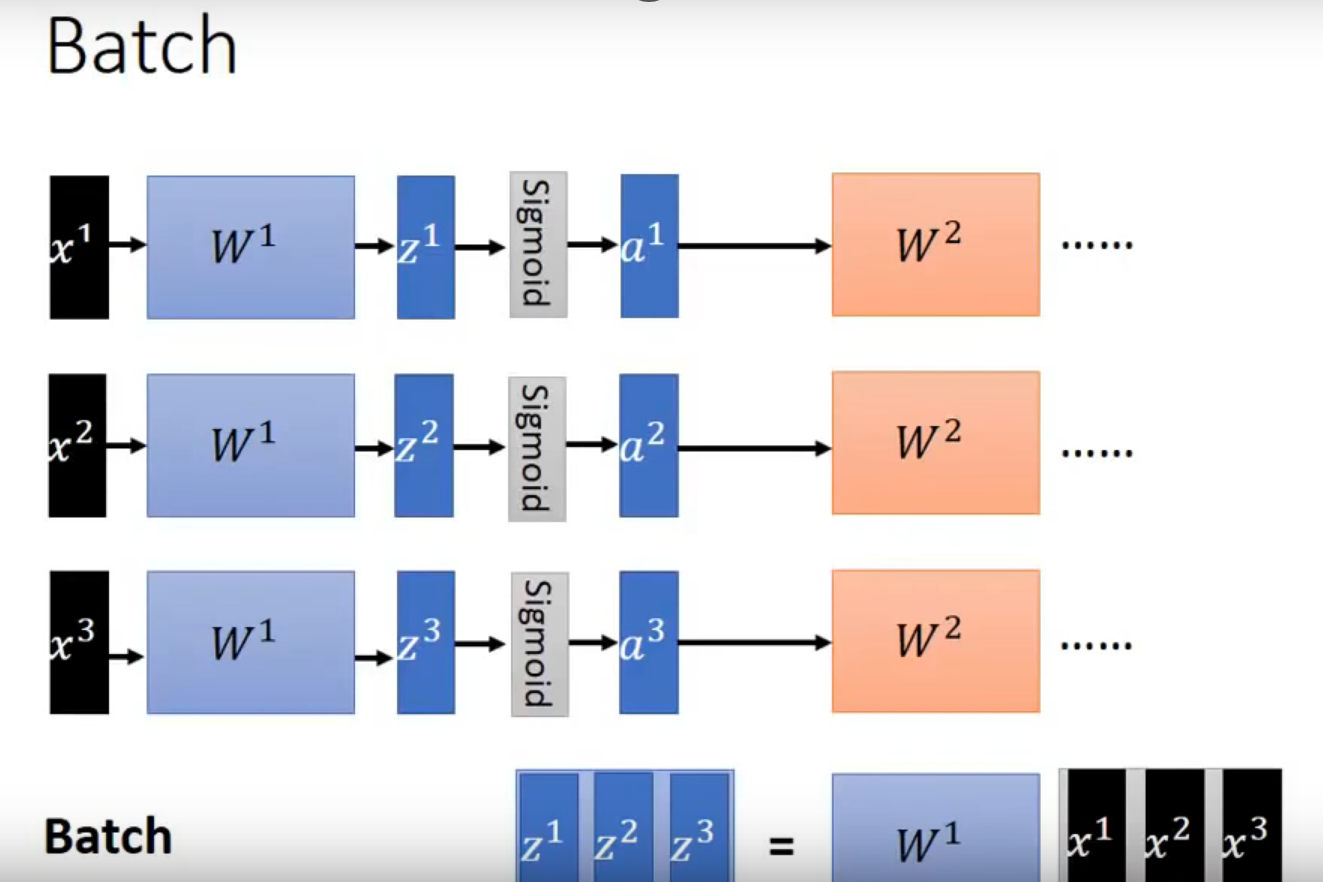 Batch
x¹ W¹ z¹ Sigmoid a¹ W² ......
x² W¹ z² Sigmoid a² W² ......
x³ W¹ z³ Sigmoid a³ W² ......
Batch z¹ z² z³ = W¹ x¹ x² x³